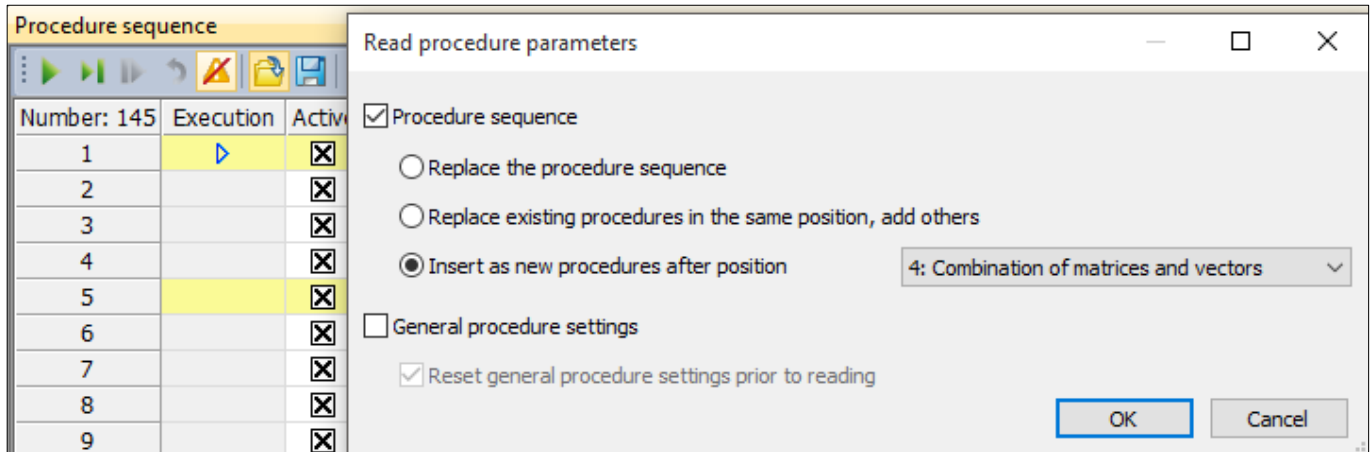 Procedure sequence
Number: 145 Execution Activ
1
2
3
4
5
6
7
8
9
Read procedure parameters
Procedure sequence
Replace the procedure sequence
Replace existing procedures in the same position, add others
Insert as new procedures after position 4: Combination of matrices and vectors
General procedure settings
Reset general procedure settings prior to reading
OK Cancel